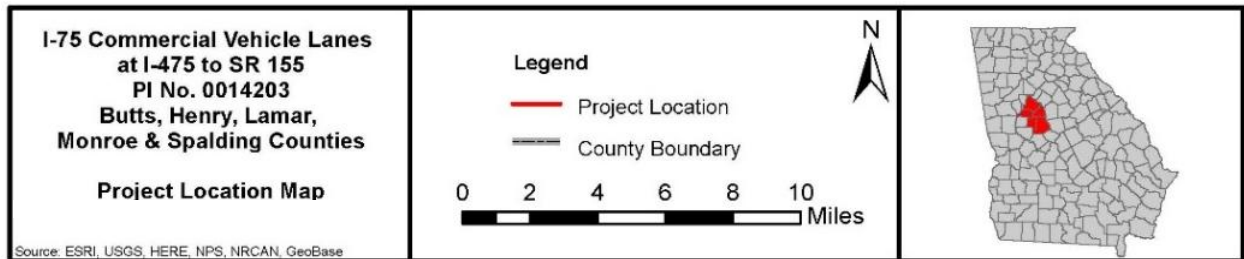 I-75 Commercial Vehicle Lanes
at I-475 to SR 155
PI No. 0014203
Butts, Henry, Lamar,
Monroe & Spalding Counties
Project Location Map
Source: ESRI, USGS, HERE, NPS, NRCAN, GeoBase
Legend
Project Location
County Boundary
0 2 4 6 8 10
Miles
N